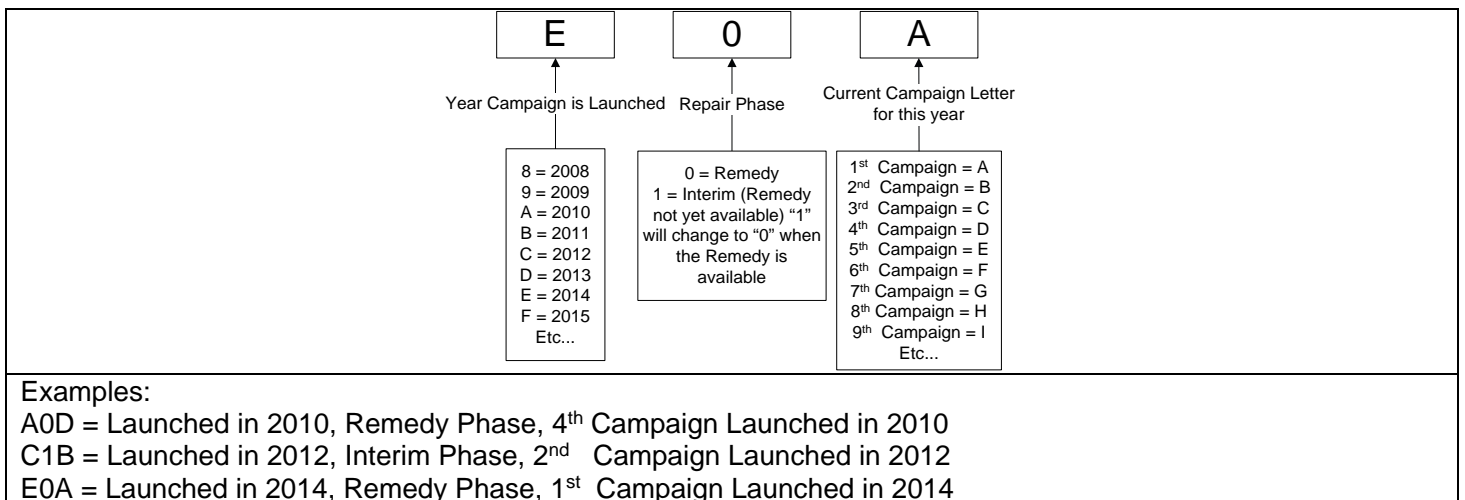 E
0
A
Year Campaign is Launched
Repair Phase
Current Campaign Letter
for this year
8 = 2008
9 = 2009
A = 2010
B = 2011
C = 2012
D = 2013
E = 2014
F = 2015
Etc...
0 = Remedy
1 = Interim (Remedy
not yet available) “1”
will change to “0” when
the Remedy is
available
1st Campaign = A
2nd Campaign = B
3rd Campaign = C
4th Campaign = D
5th Campaign = E
6th Campaign = F
7th Campaign = G
8th Campaign = H
9th Campaign = I
Etc...
Examples:
A0D = Launched in 2010, Remedy Phase, 4th Campaign Launched in 2010
C1B = Launched in 2012, Interim Phase, 2nd Campaign Launched in 2012
E0A = Launched in 2014, Remedy Phase, 1st Campaign Launched in 2014